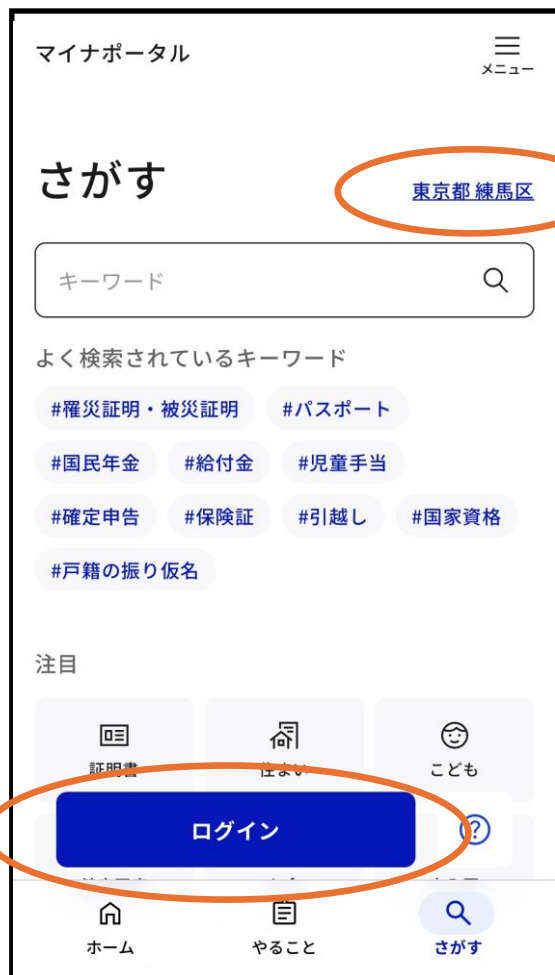 マイナポータル
メニュー
さがす
東京都 練馬区
キーワード
よく検索されているキーワード
#罹災証明・被災証明 #パスポート
#国民年金 #給付金 #児童手当
#確定申告 #保険証 #引越し #国家資格
#戸籍の振り仮名
注目
証明書 住まい こども
ログイン
?
ホーム やること さがす